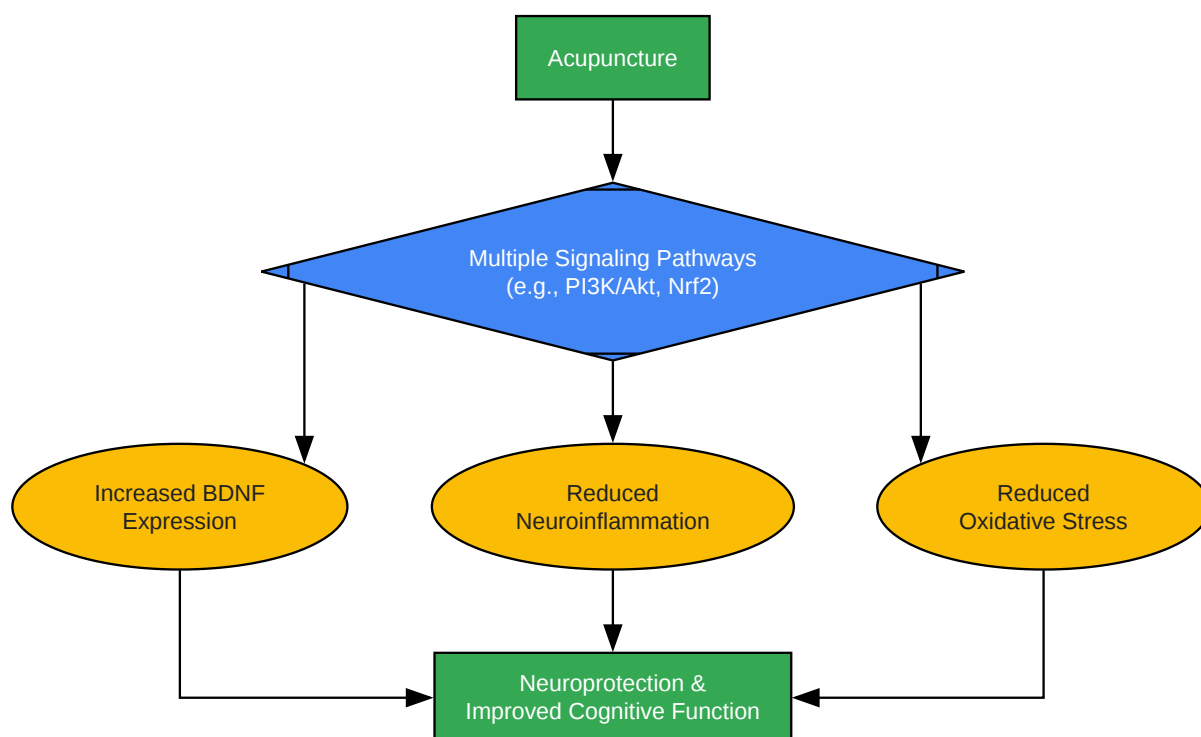 Acupuncture
Multiple Signaling Pathways
(e.g., PI3K/Akt, Nrf2)
Increased BDNF
Expression
Reduced
Neuroinflammation
Reduced
Oxidative Stress
Neuroprotection &
Improved Cognitive Function